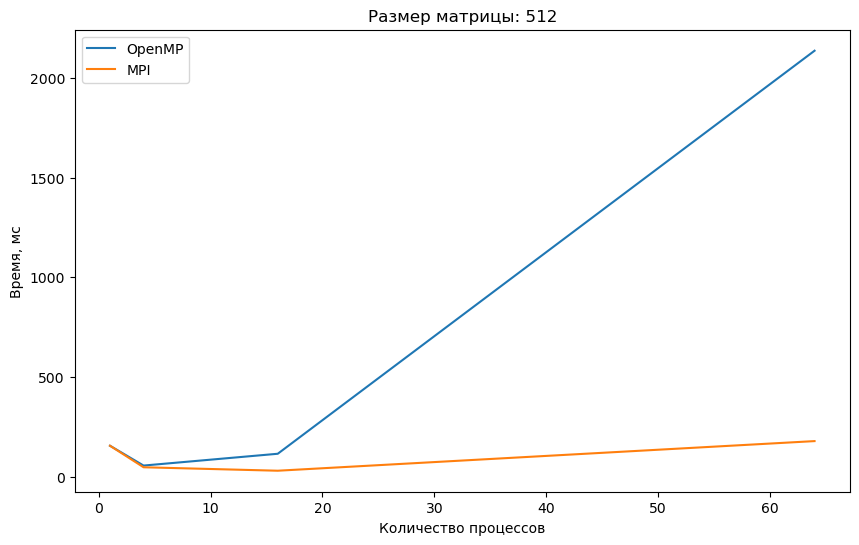 Размер матрицы: 512
OpenMP
MPI
Время, мс
2000
1500
1000
500
0
0 10 20 30 40 50 60
Количество процессов